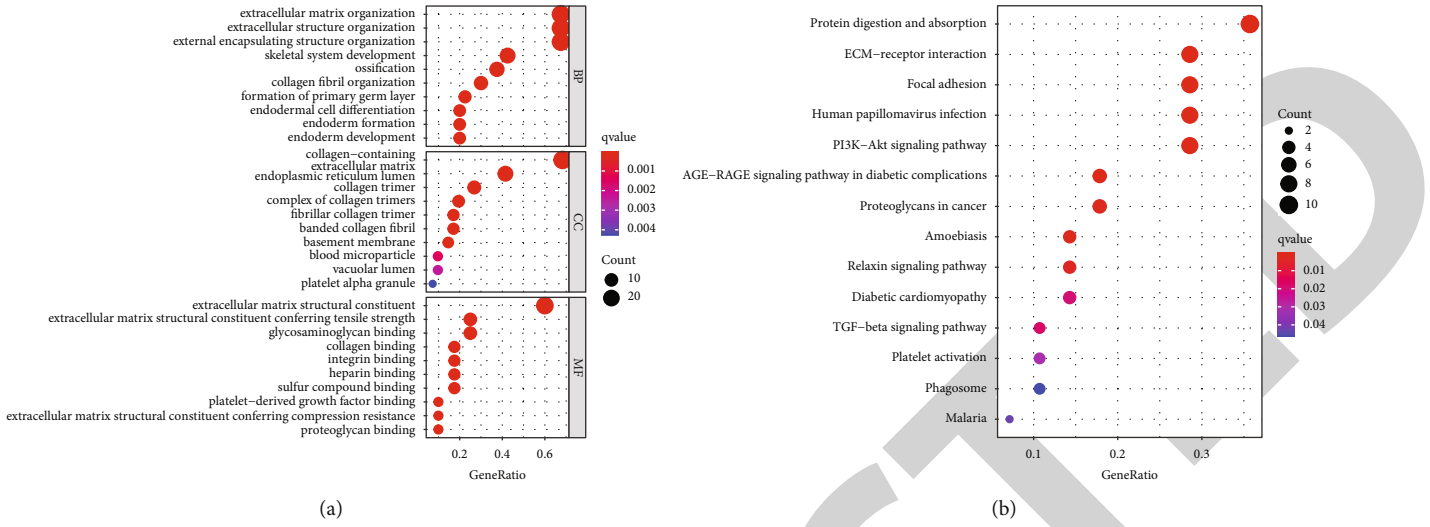 extracellular matrix organization
extracellular structure organization
external encapsulating structure organization
skeletal system development
ossification
collagen fibril organization
formation of primary germ layer
endodermal cell differentiation
endoderm formation
endoderm development
BP
collagen−containing
extracellular matrix
endoplasmic reticulum lumen
collagen trimer
complex of collagen trimers
fibrillar collagen trimer
banded collagen fibril
basement membrane
blood microparticle
vacuolar lumen
platelet alpha granule
CC
extracellular matrix structural constituent
extracellular matrix structural constituent conferring tensile strength
glycosaminoglycan binding
collagen binding
integrin binding
heparin binding
sulfur compound binding
platelet−derived growth factor binding
extracellular matrix structural constituent conferring compression resistance
proteoglycan binding
MF
0.2 0.4 0.6
GeneRatio
qvalue
0.001
0.002
0.003
0.004
Count
10
20
(a)
Protein digestion and absorption
ECM−receptor interaction
Focal adhesion
Human papillomavirus infection
PI3K−Akt signaling pathway
AGE−RAGE signaling pathway in diabetic complications
Proteoglycans in cancer
Amoebiasis
Relaxin signaling pathway
Diabetic cardiomyopathy
TGF−beta signaling pathway
Platelet activation
Phagosome
Malaria
0.1 0.2 0.3
GeneRatio
Count
2
4
6
8
10
qvalue
0.01
0.02
0.03
0.04
(b)